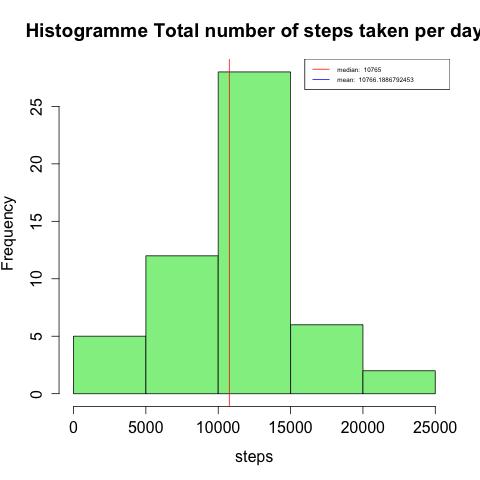 Histogramme Total number of steps taken per day
median: 10765
mean: 10766.1886792453
Frequency
25
20
15
10
5
0
0 5000 10000 15000 20000 25000
steps